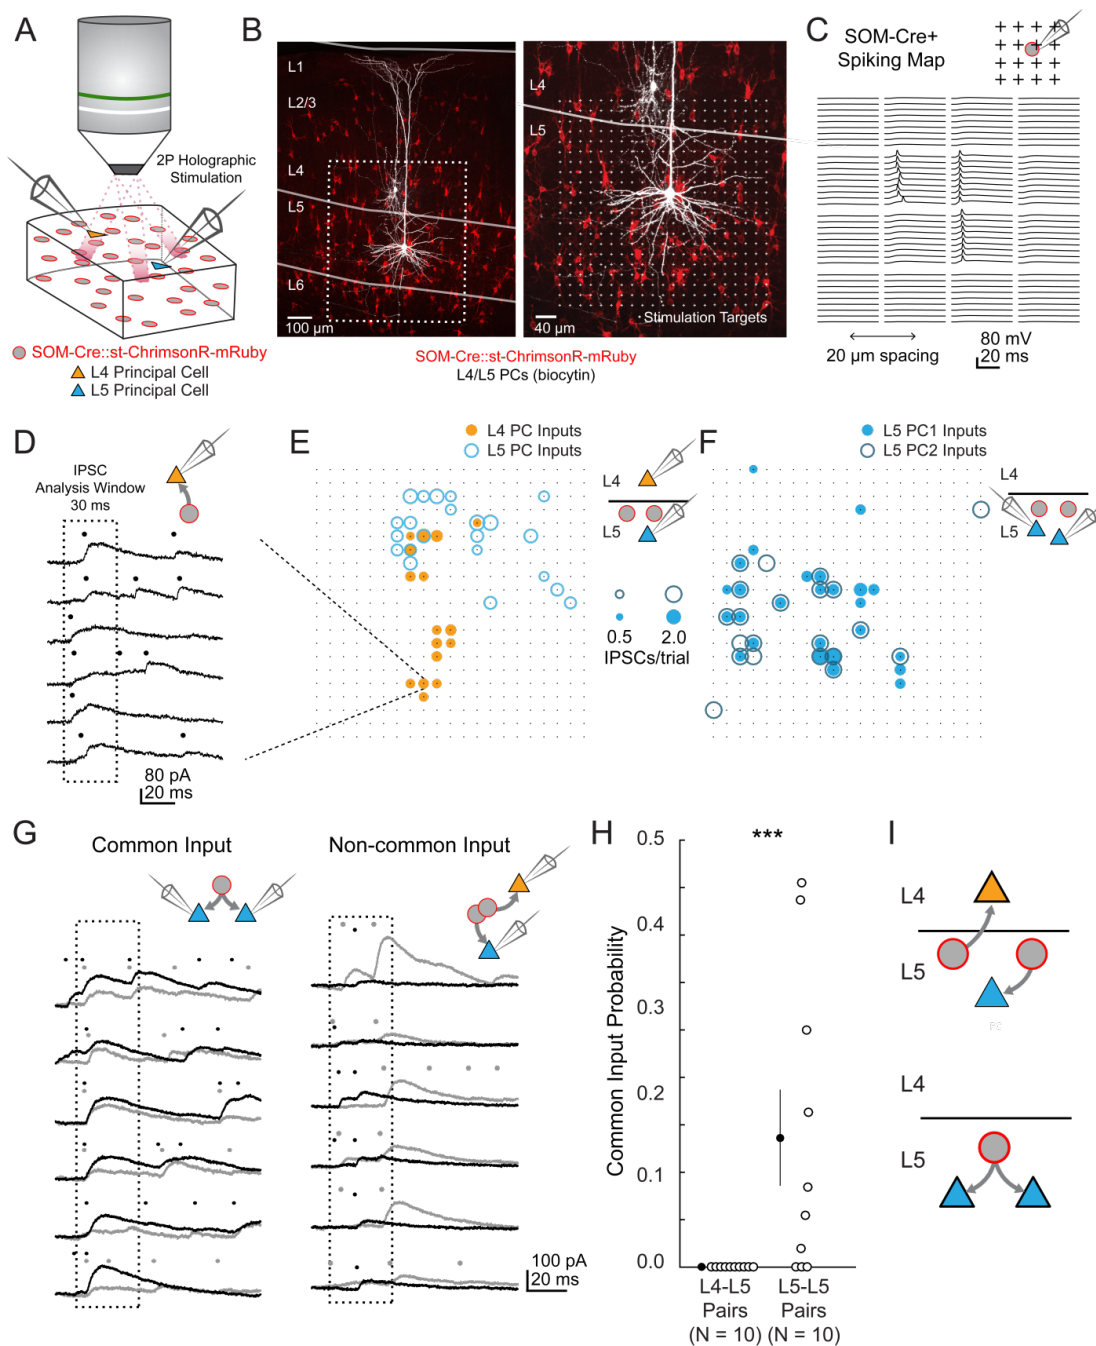 A
2P Holographic
Stimulation
SOM-Cre::st-ChrimsonR-mRuby
L4 Principal Cell
L5 Principal Cell
B
L1
L2/3
L4
L5
L6
100 µm
L4
L5
40 µm
Stimulation Targets
SOM-Cre::st-ChrimsonR-mRuby
L4/L5 PCs (biocytin)
C
SOM-Cre+
Spiking Map
20 µm spacing
80 mV
20 ms
D
IPSC
Analysis Window
30 ms
80 pA
20 ms
E
L4 PC Inputs
L5 PC Inputs
L4
L5
0.5
2.0
IPSCs/trial
F
L5 PC1 Inputs
L5 PC2 Inputs
L4
L5
G
Common Input
Non-common Input
100 pA
20 ms
H
***
Common Input Probability
0.5
0.4
0.3
0.2
0.1
0.0
L4-L5
Pairs
(N = 10)
L5-L5
Pairs
(N = 10)
I
L4
L5
L4
L5